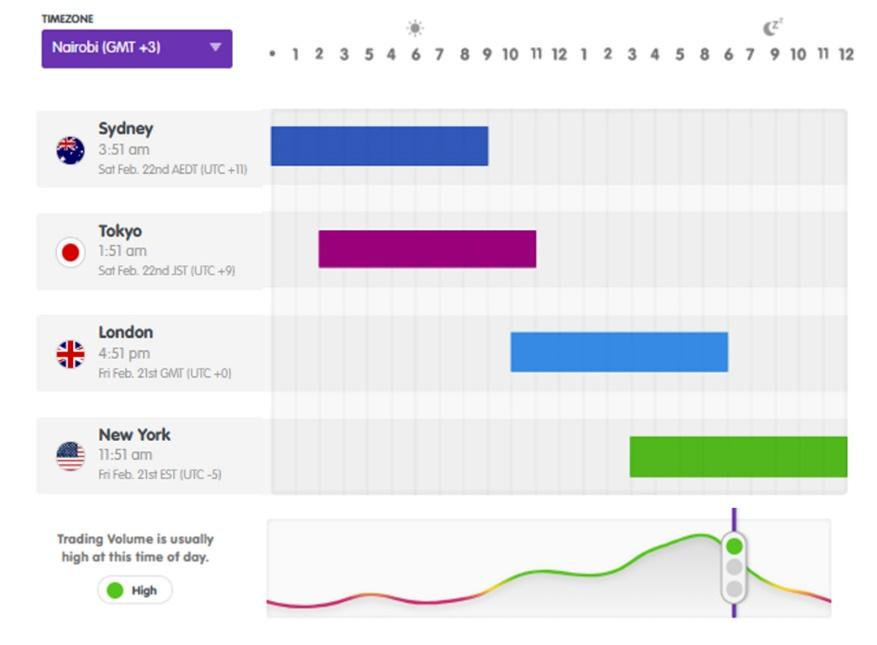 TIMEZONE
Nairobi (GMT +3)
• 1 2 3 5 4 6 7 8 9 10 11 12 1 2 3 4 5 8 6 7 9 10 11 12
Sydney
3:51 am
Sat Feb. 22nd AEDT (UTC +11)
Tokyo
1:51 am
Sat Feb. 22nd JST (UTC +9)
London
4:51 pm
Fri Feb. 21st GMT (UTC +0)
New York
11:51 am
Fri Feb. 21st EST (UTC -5)
Trading Volume is usually
high at this time of day.
High